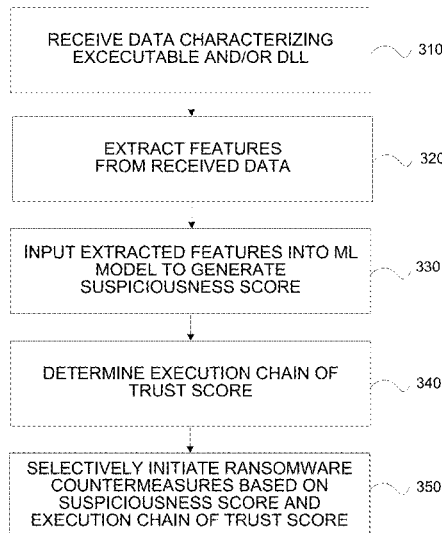 RECEIVE DATA CHARACTERIZING
EXCECUTABLE AND/OR DLL
310
EXTRACT FEATURES
FROM RECEIVED DATA
320
INPUT EXTRACTED FEATURES INTO ML
MODEL TO GENERATE
SUSPICIOUSNESS SCORE
330
DETERMINE EXECUTION CHAIN OF
TRUST SCORE
340
SELECTIVELY INITIATE RANSOMWARE
COUNTERMEASURES BASED ON
SUSPICIOUSNESS SCORE AND
EXECUTION CHAIN OF TRUST SCORE
350